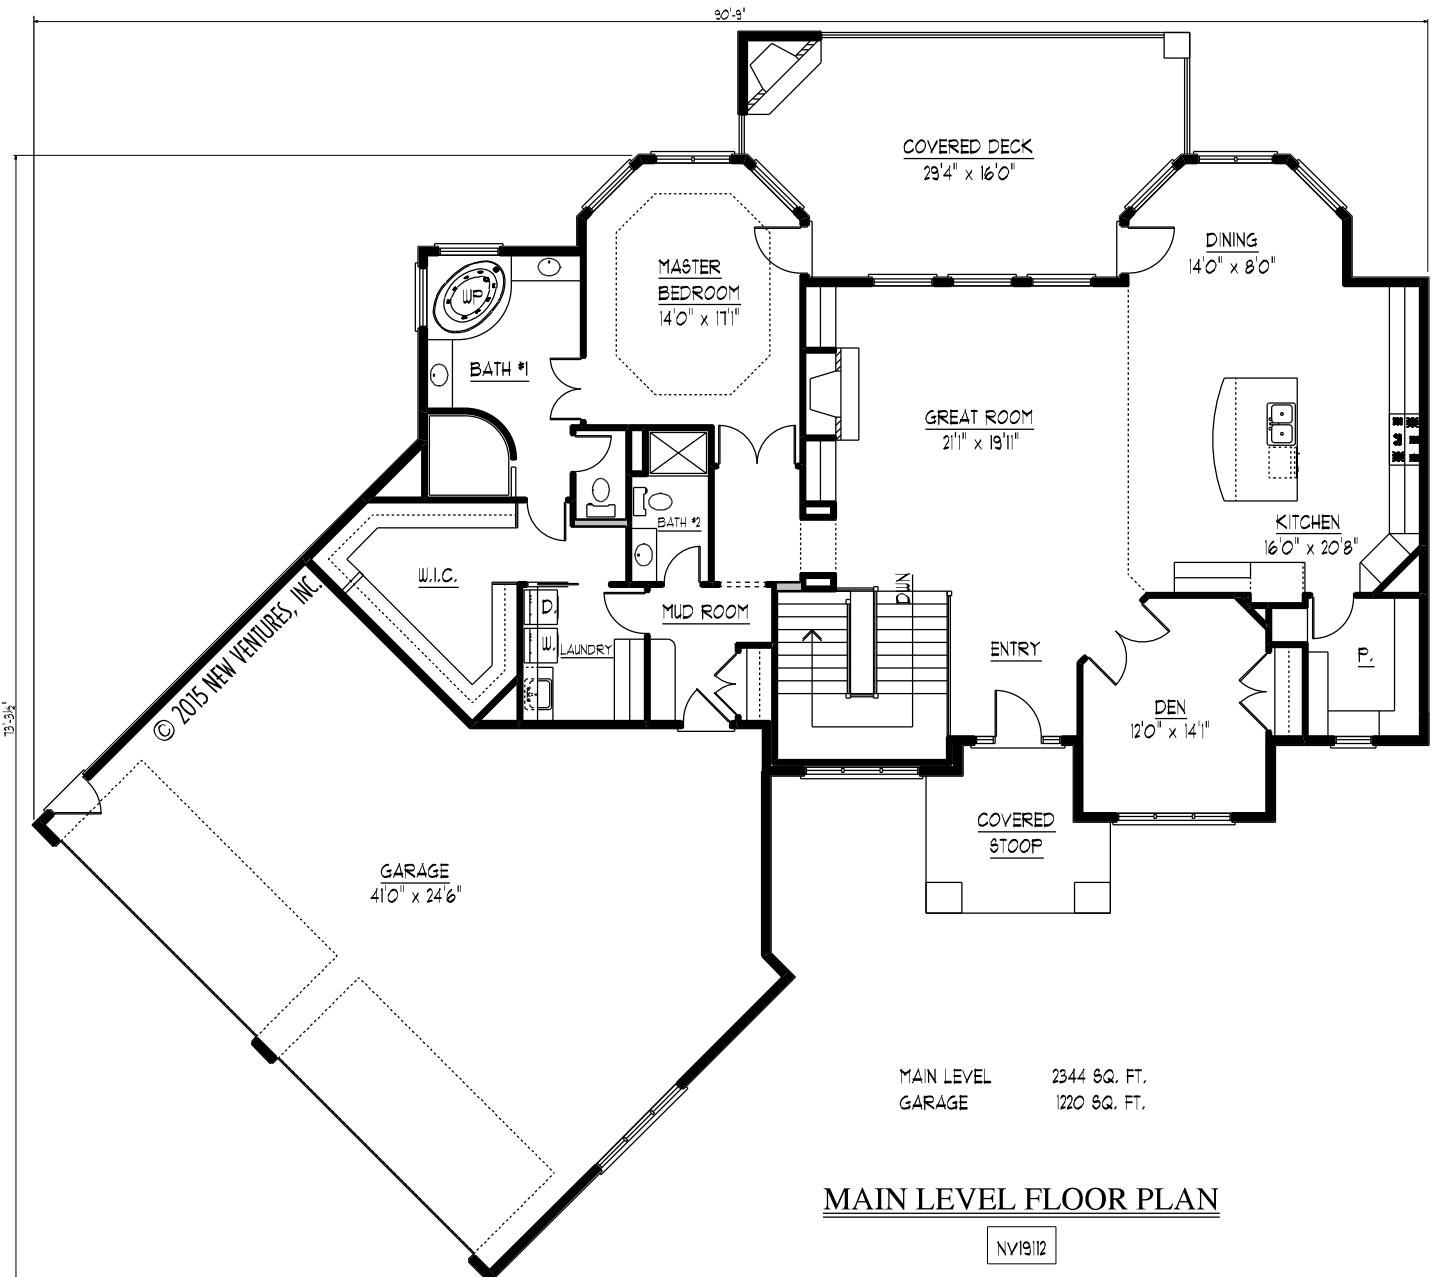 90'-9"
COVERED DECK
29'4" x 16'0"
DINING
14'0" x 8'0"
MASTER
BEDROOM
14'0" x 17'1"
WP
BATH #1
GREAT ROOM
21'1" x 19'11"
BATH #2
KITCHEN
16'0" x 20'8"
W.I.C.
DWN
D.
MUD ROOM
W.
LAUNDRY
ENTRY
P.
© 2015 NEW VENTURES, INC.
DEN
12'0" x 14'1"
73'-3½"
COVERED
STOOP
GARAGE
41'0" x 24'6"
MAIN LEVEL 2344 SQ. FT.
GARAGE 1220 SQ. FT.
MAIN LEVEL FLOOR PLAN
NV19112